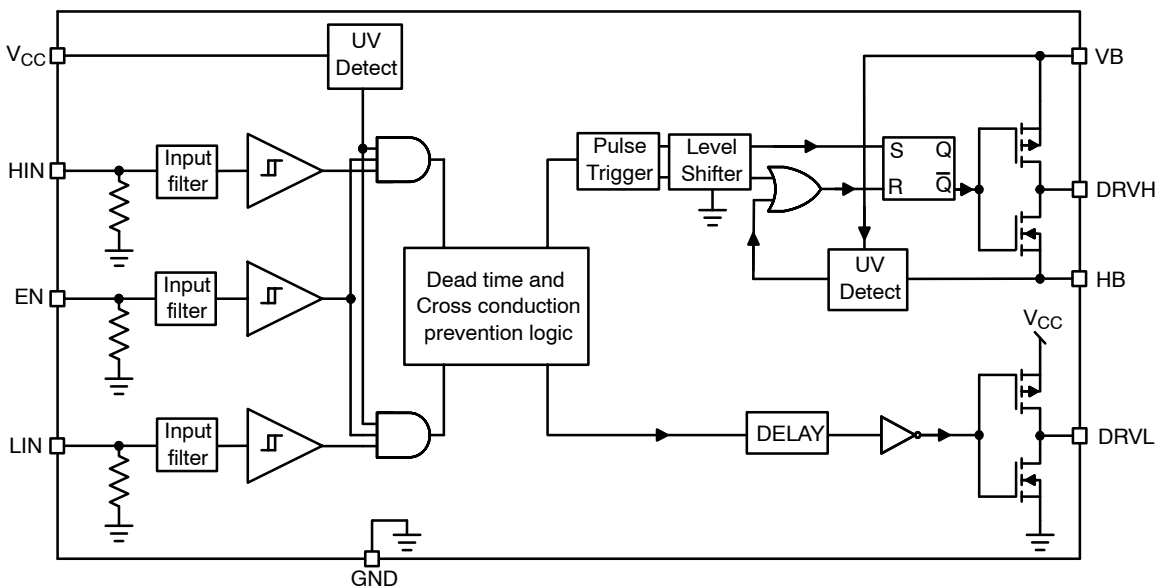 VCC
UV
Detect
VB
HIN
Input
filter
Pulse
Trigger
Level
Shifter
S Q
R Q̅
DRVH
EN
Input
filter
Dead time and
Cross conduction
prevention logic
UV
Detect
HB
VCC
LIN
Input
filter
DELAY
DRVL
GND